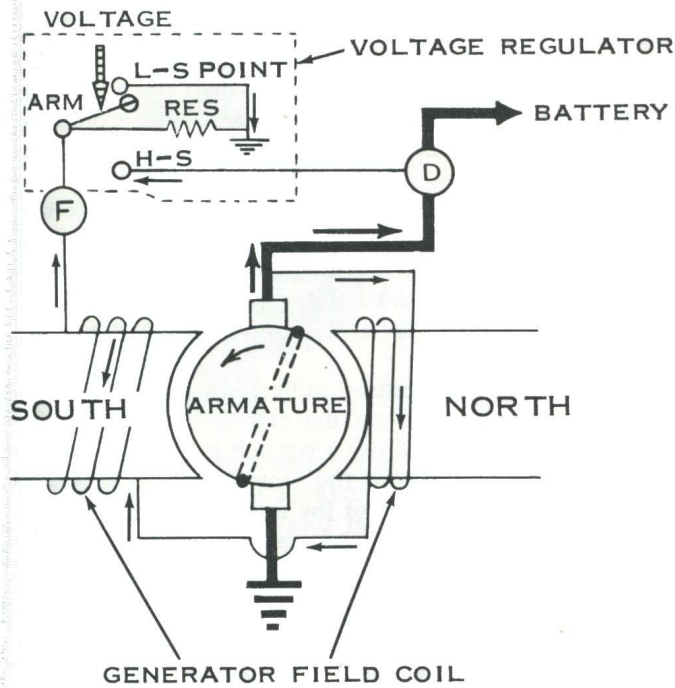 VOLTAGE
VOLTAGE REGULATOR
L-S POINT
ARM
RES
BATTERY
H-S
D
F
SOUTH
ARMATURE
NORTH
GENERATOR FIELD COIL